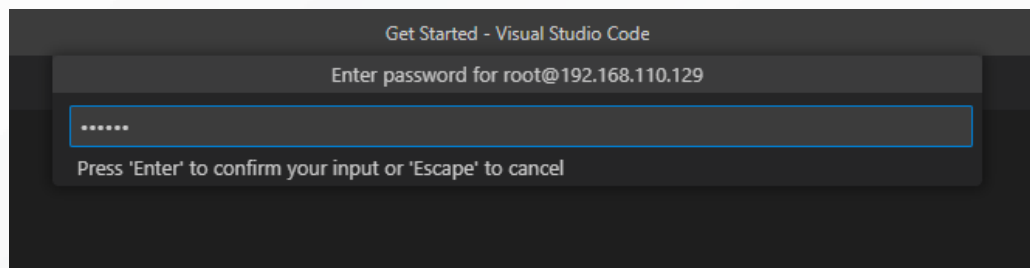 Get Started - Visual Studio Code
Enter password for root@192.168.110.129
••••••
Press 'Enter' to confirm your input or 'Escape' to cancel